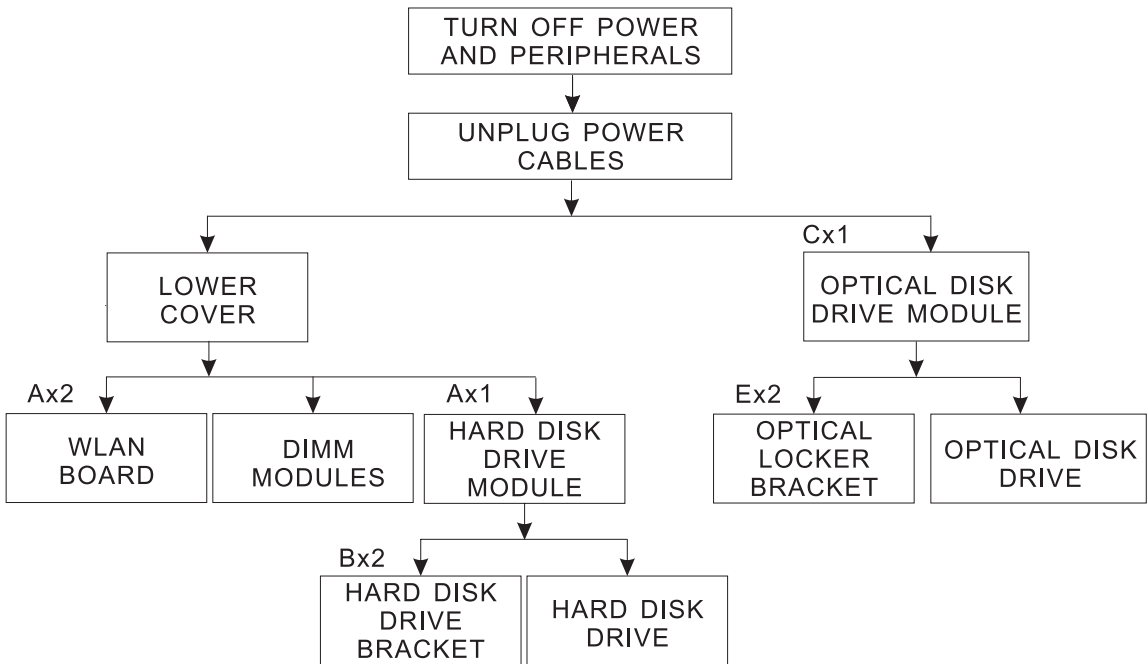 TURN OFF POWER
AND PERIPHERALS
UNPLUG POWER
CABLES
Cx1
LOWER
COVER
OPTICAL DISK
DRIVE MODULE
Ax2
WLAN
BOARD
DIMM
MODULES
Ax1
HARD DISK
DRIVE
MODULE
Ex2
OPTICAL
LOCKER
BRACKET
OPTICAL DISK
DRIVE
Bx2
HARD DISK
DRIVE
BRACKET
HARD DISK
DRIVE